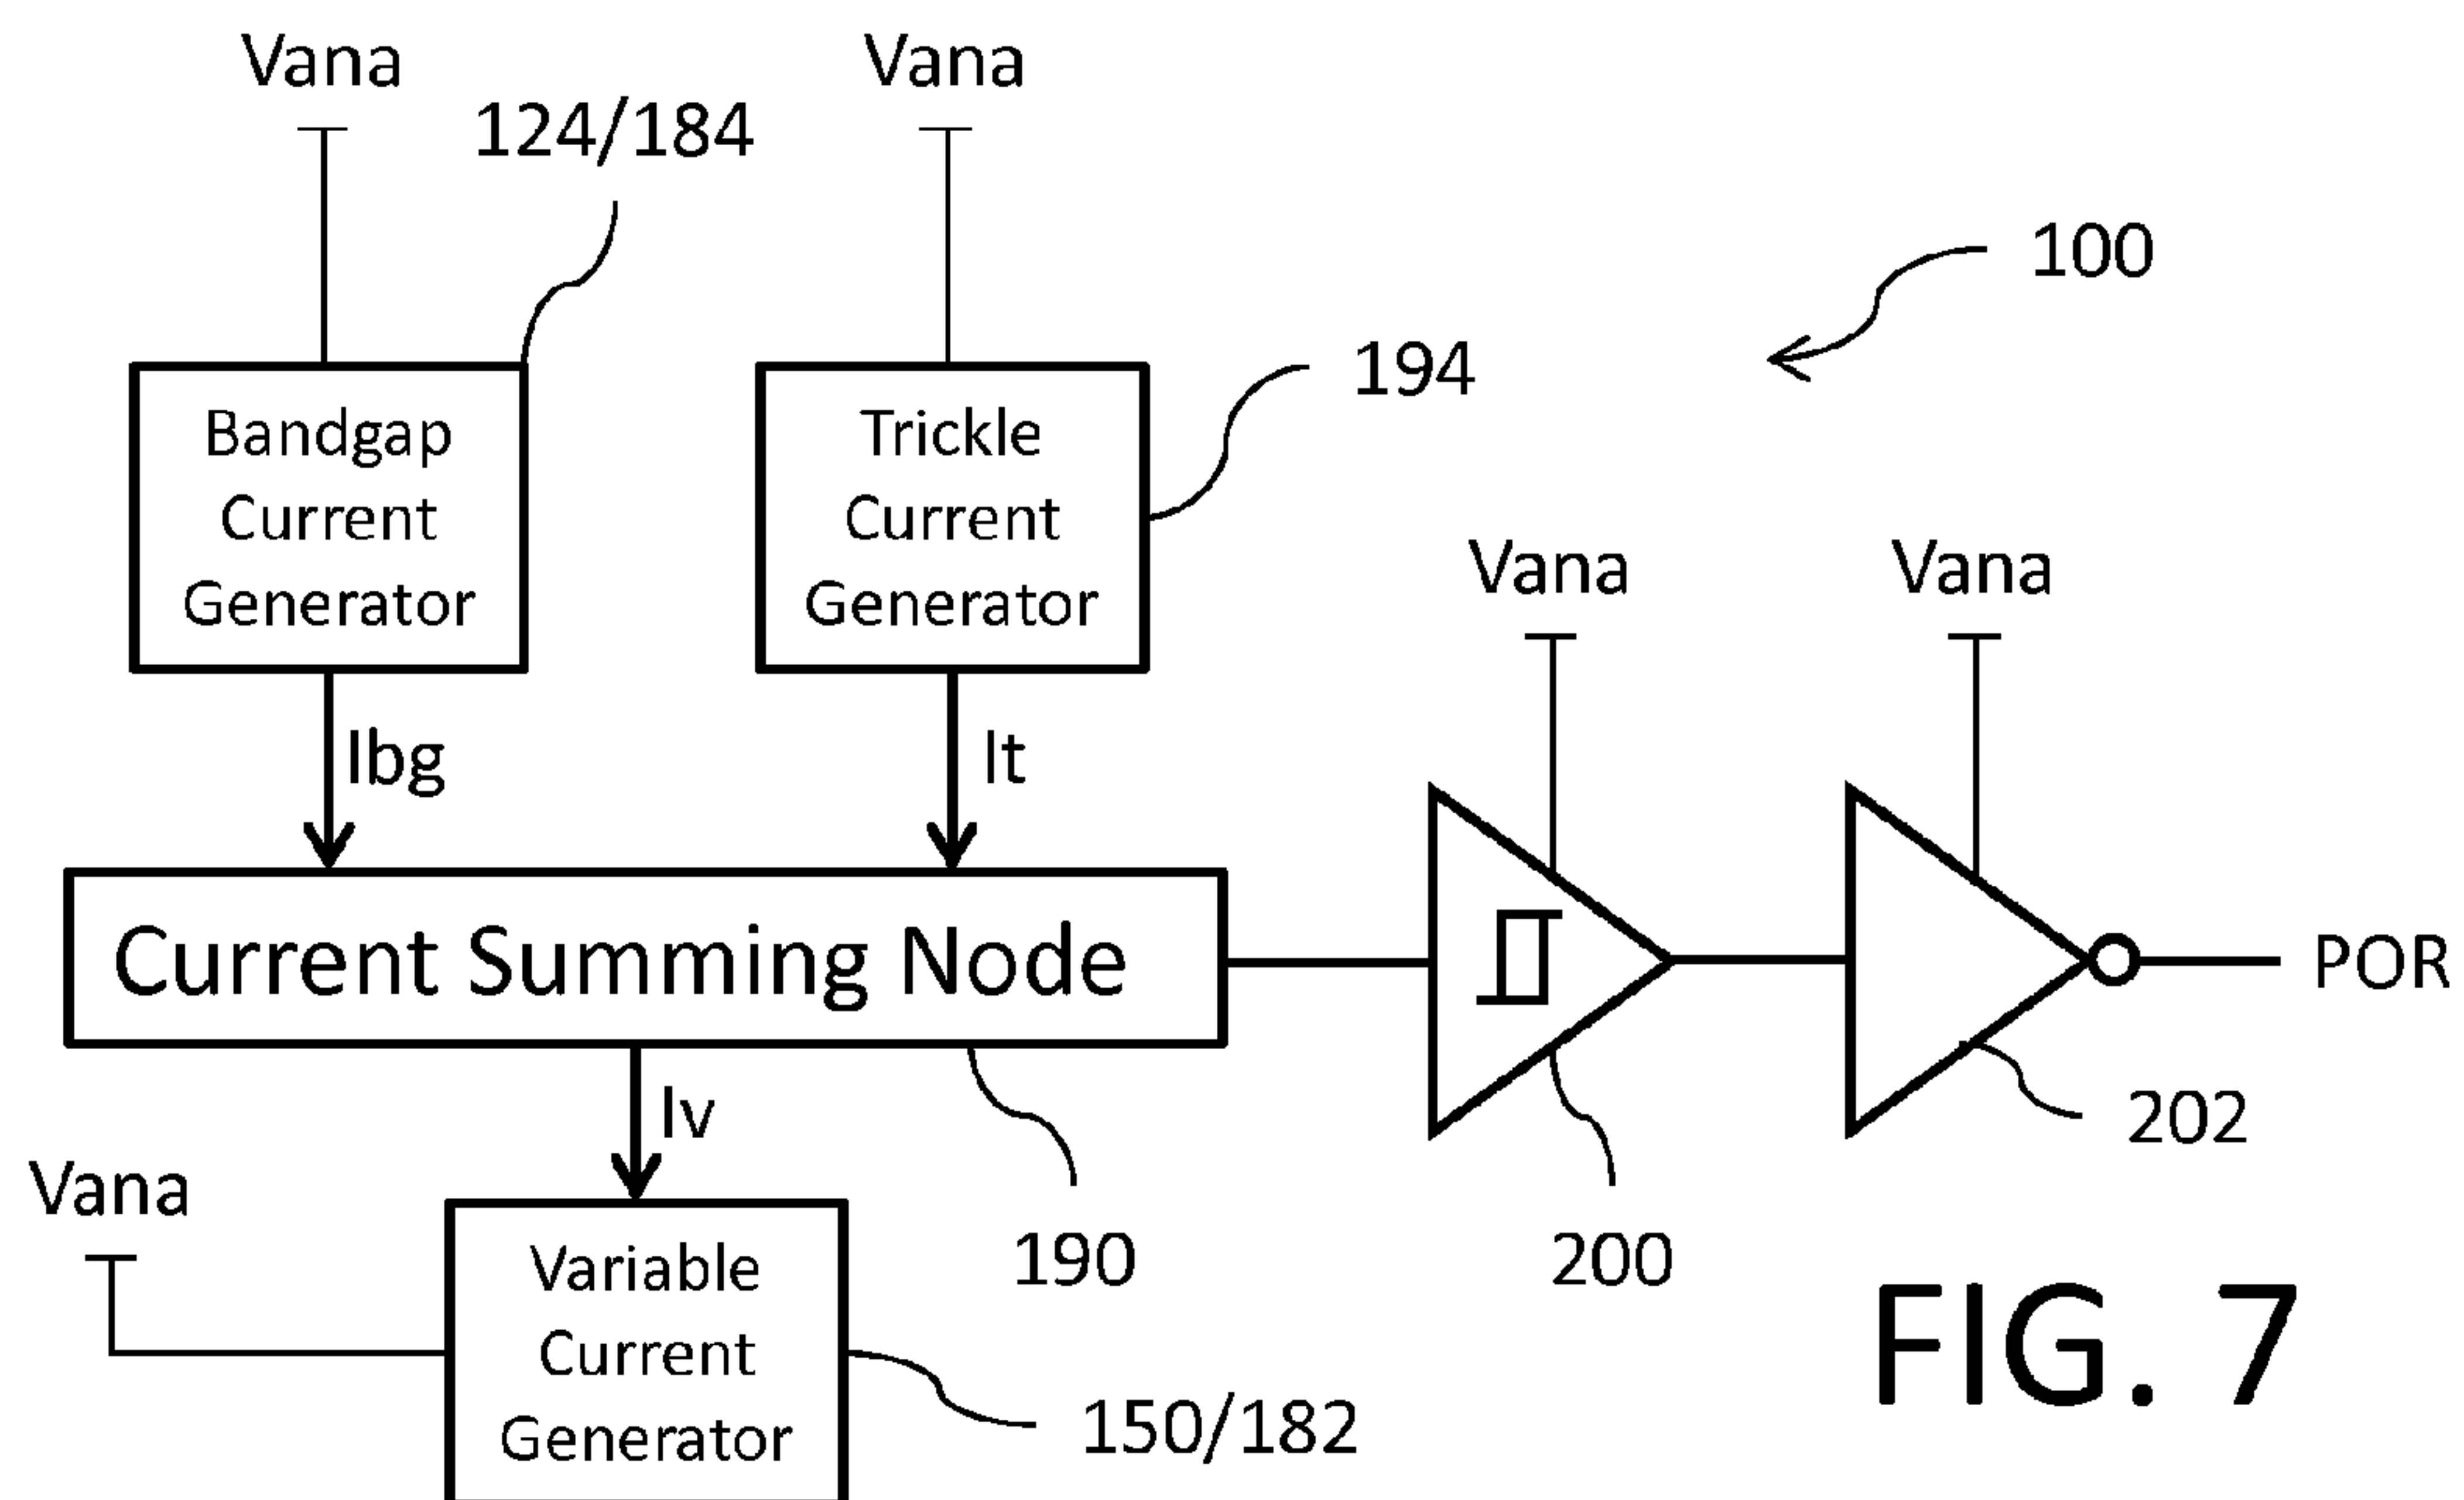 Vana
Vana
124/184
100
194
Bandgap
Current
Generator
Trickle
Current
Generator
Vana
Vana
Ibg
It
Current Summing Node
POR
Iv
202
Vana
190
200
Variable
Current
Generator
150/182
FIG. 7